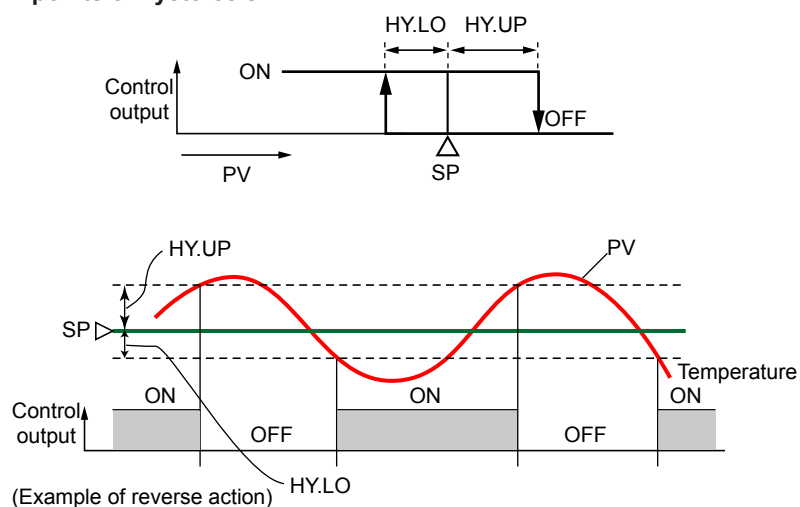 HY.LO HY.UP
ON
Control
output
OFF
PV
SP
HY.UP
PV
SP
Temperature
ON ON ON
Control
output
OFF OFF
HY.LO
(Example of reverse action)